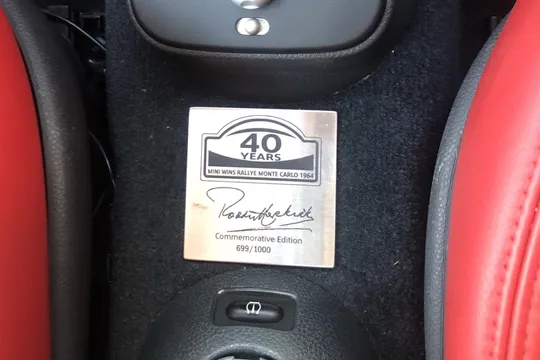 40
YEARS
MINI WINS RALLYE MONTE CARLO 1964
Commemorative Edition
699/1000